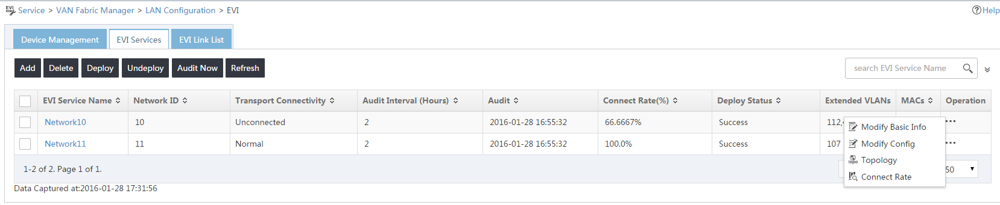 EVI Service > VAN Fabric Manager > LAN Configuration > EVI
Help
Device Management EVI Services EVI Link List
Add Delete Deploy Undeploy Audit Now Refresh search EVI Service Name
EVI Service Name Network ID Transport Connectivity Audit Interval (Hours) Audit Connect Rate(%) Deploy Status Extended VLANs MACs Operation
Network10 10 Unconnected 2 2016-01-28 16:55:32 66.6667% Success 112, ...
Network11 11 Normal 2 2016-01-28 16:55:32 100.0% Success 107 ...
Modify Basic Info
Modify Config
Topology
Connect Rate
1-2 of 2. Page 1 of 1. 50
Data Captured at:2016-01-28 17:31:56